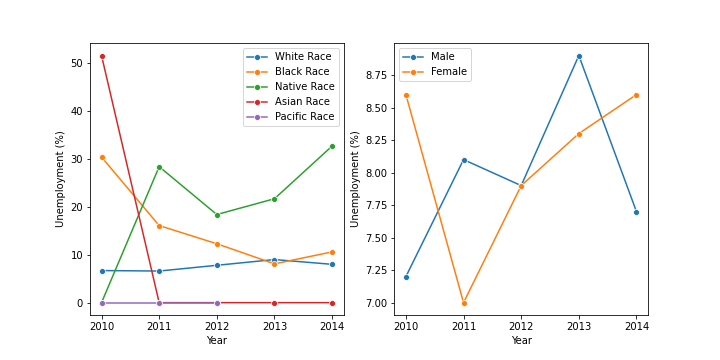 White Race
Black Race
Native Race
Asian Race
Pacific Race
50
40
30
20
10
0
Unemployment (%)
2010 2011 2012 2013 2014
Year
Male
Female
8.75
8.50
8.25
8.00
7.75
7.50
7.25
7.00
Unemployment (%)
2010 2011 2012 2013 2014
Year